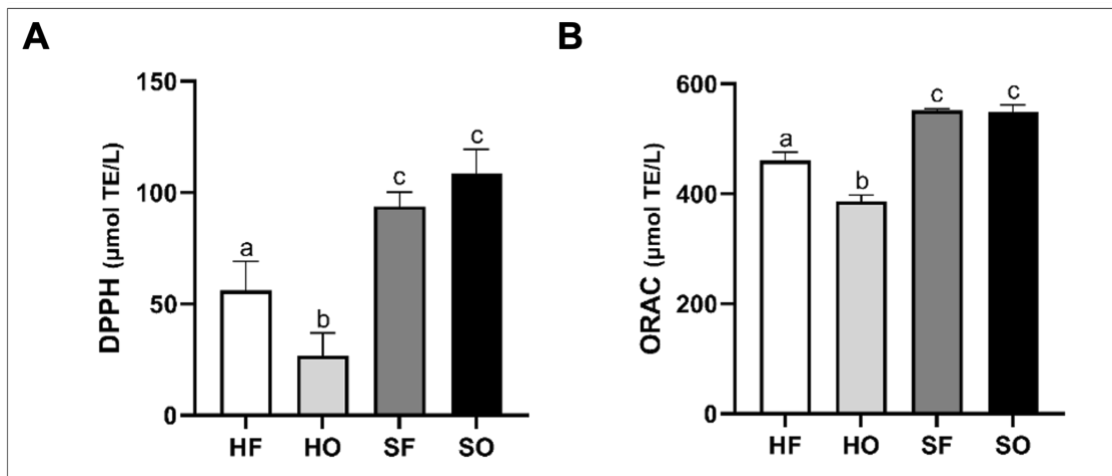 A
DPPH (μmol TE/L)
150
100
50
0
a
b
c
c
HF HO SF SO
B
ORAC (μmol TE/L)
600
400
200
0
a
b
c
c
HF HO SF SO